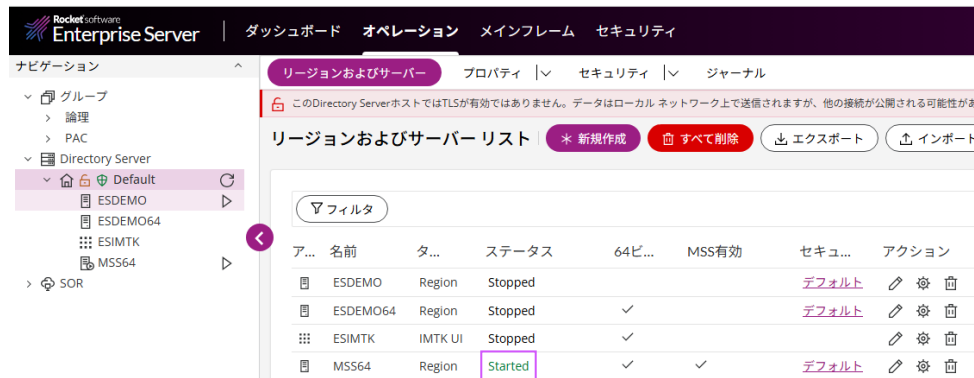 Rocket software
Enterprise Server
ダッシュボード オペレーション メインフレーム セキュリティ
ナビゲーション
グループ
論理
PAC
Directory Server
Default
ESDEMO
ESDEMO64
ESIMTK
MSS64
SOR
リージョンおよびサーバー プロパティ セキュリティ ジャーナル
このDirectory ServerホストではTLSが有効ではありません。データはローカル ネットワーク上で送信されますが、他の接続が公開される可能性があ
リージョンおよびサーバー リスト 新規作成 すべて削除 エクスポート インポート
フィルタ
ア... 名前 タ... ステータス 64ビ... MSS有効 セキュ... アクション
ESDEMO Region Stopped デフォルト
ESDEMO64 Region Stopped ✓ デフォルト
ESIMTK IMTK UI Stopped ✓
MSS64 Region Started ✓ ✓ デフォルト